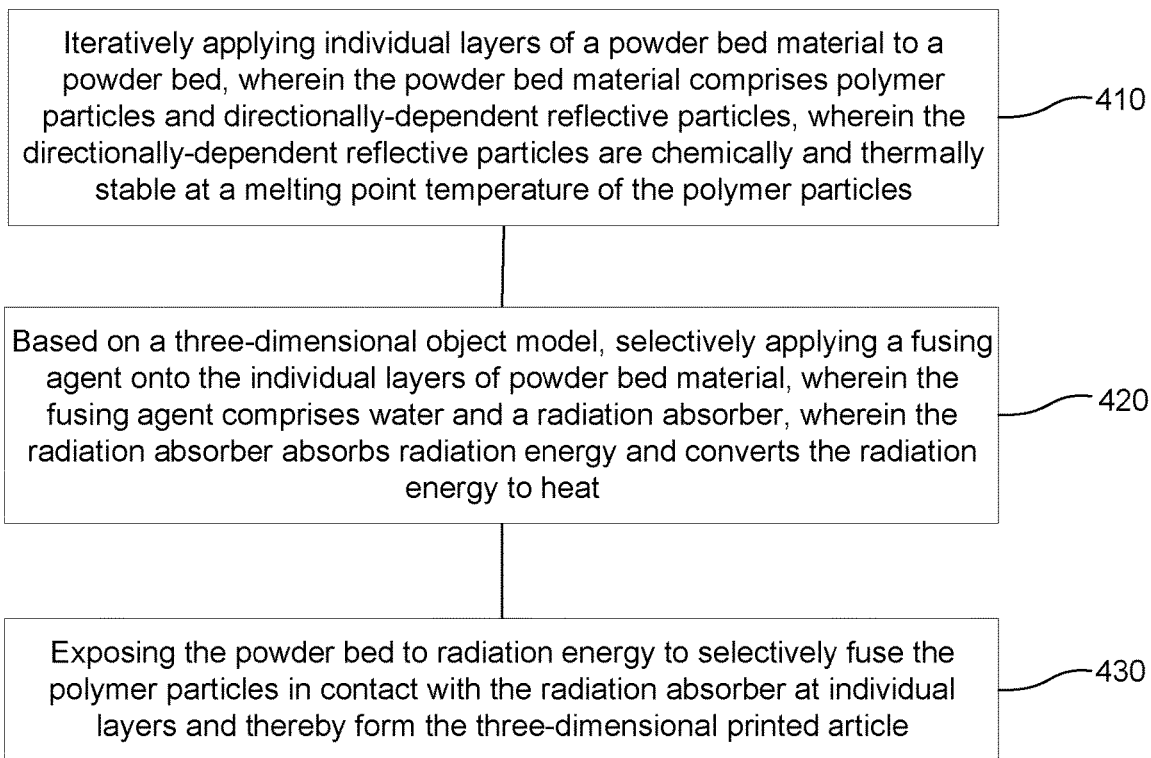 Iteratively applying individual layers of a powder bed material to a
powder bed, wherein the powder bed material comprises polymer
particles and directionally-dependent reflective particles, wherein the
directionally-dependent reflective particles are chemically and thermally
stable at a melting point temperature of the polymer particles
410
Based on a three-dimensional object model, selectively applying a fusing
agent onto the individual layers of powder bed material, wherein the
fusing agent comprises water and a radiation absorber, wherein the
radiation absorber absorbs radiation energy and converts the radiation
energy to heat
420
Exposing the powder bed to radiation energy to selectively fuse the
polymer particles in contact with the radiation absorber at individual
layers and thereby form the three-dimensional printed article
430